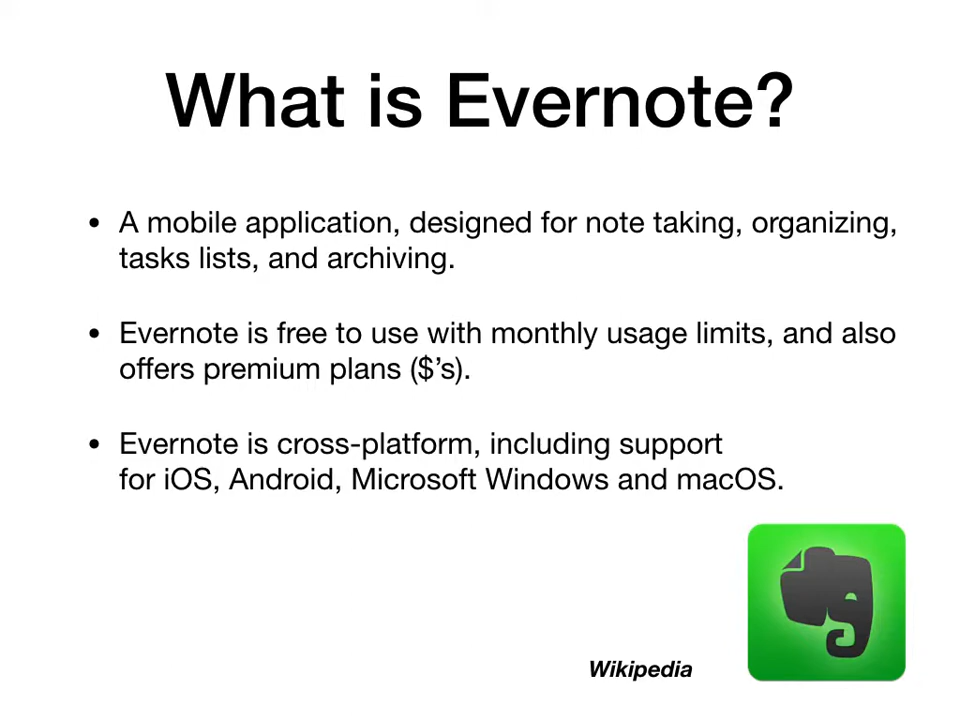 What is Evernote?
• A mobile application, designed for note taking, organizing,
tasks lists, and archiving.
• Evernote is free to use with monthly usage limits, and also
offers premium plans ($’s).
• Evernote is cross-platform, including support
for iOS, Android, Microsoft Windows and macOS.
Wikipedia